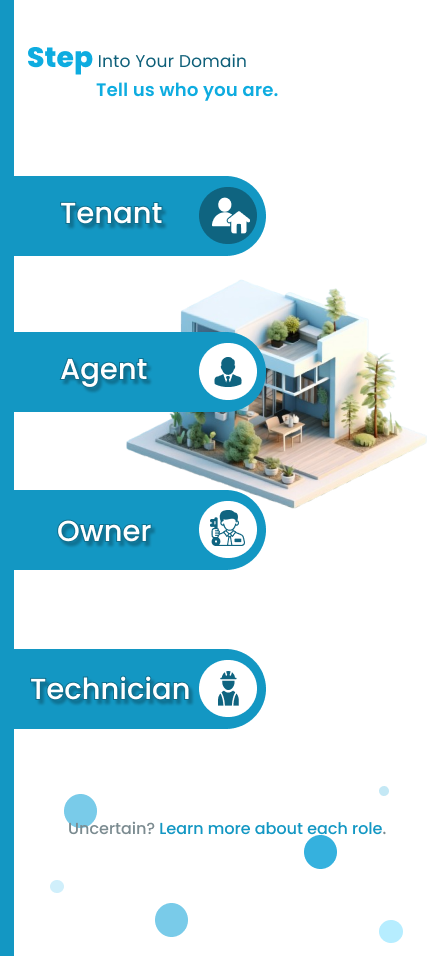 Step Into Your Domain
Tell us who you are.
Tenant
Agent
Owner
Technician
Uncertain? Learn more about each role.